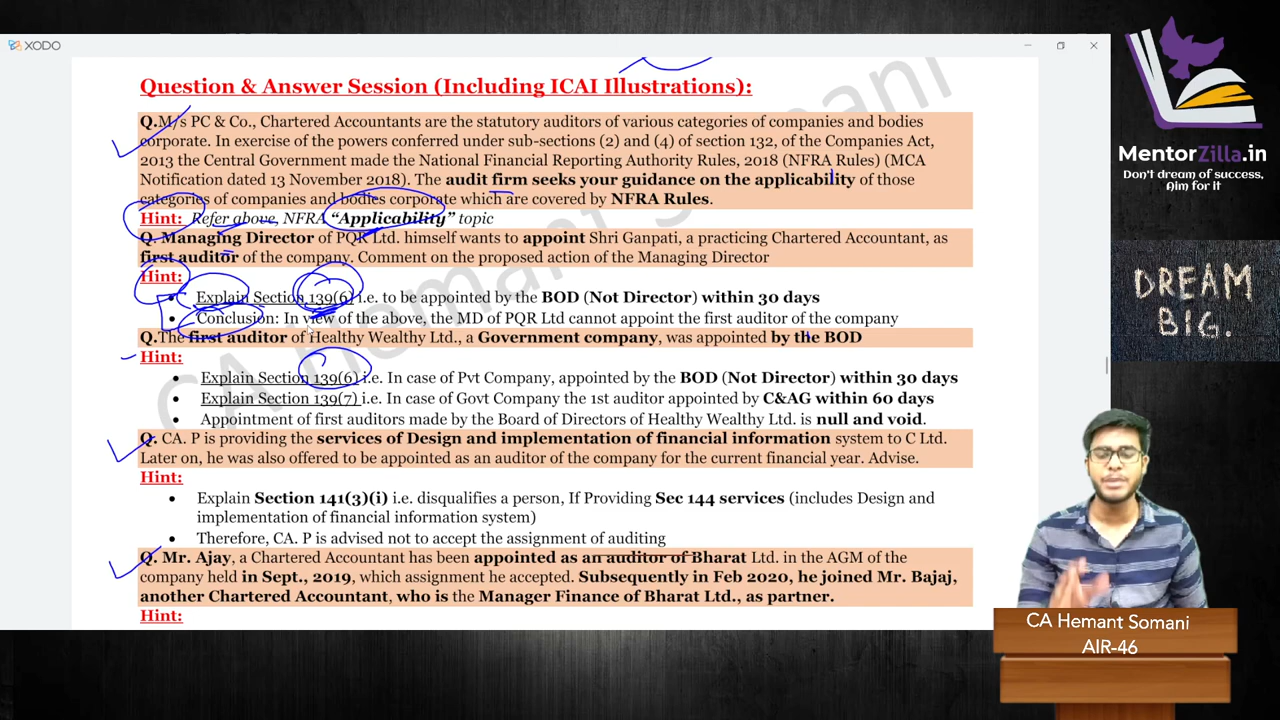 XODO
Question & Answer Session (Including ICAI Illustrations):
Q.M/s PC & Co., Chartered Accountants are the statutory auditors of various categories of companies and bodies
corporate. In exercise of the powers conferred under sub-sections (2) and (4) of section 132, of the Companies Act,
2013 the Central Government made the National Financial Reporting Authority Rules, 2018 (NFRA Rules) (MCA
Notification dated 13 November 2018). The audit firm seeks your guidance on the applicability of those
categories of companies and bodies corporate which are covered by NFRA Rules.
Hint: Refer above, NFRA “Applicability” topic
Q. Managing Director of PQR Ltd. himself wants to appoint Shri Ganpati, a practicing Chartered Accountant, as
first auditor of the company. Comment on the proposed action of the Managing Director
Hint:
• Explain Section 139(6) i.e. to be appointed by the BOD (Not Director) within 30 days
• Conclusion: In view of the above, the MD of PQR Ltd cannot appoint the first auditor of the company
Q.The first auditor of Healthy Wealthy Ltd., a Government company, was appointed by the BOD
Hint:
• Explain Section 139(6) i.e. In case of Pvt Company, appointed by the BOD (Not Director) within 30 days
• Explain Section 139(7) i.e. In case of Govt Company the 1st auditor appointed by C&AG within 60 days
• Appointment of first auditors made by the Board of Directors of Healthy Wealthy Ltd. is null and void.
Q. CA. P is providing the services of Design and implementation of financial information system to C Ltd.
Later on, he was also offered to be appointed as an auditor of the company for the current financial year. Advise.
Hint:
• Explain Section 141(3)(i) i.e. disqualifies a person, If Providing Sec 144 services (includes Design and
implementation of financial information system)
• Therefore, CA. P is advised not to accept the assignment of auditing
Q. Mr. Ajay, a Chartered Accountant has been appointed as an auditor of Bharat Ltd. in the AGM of the
company held in Sept., 2019, which assignment he accepted. Subsequently in Feb 2020, he joined Mr. Bajaj,
another Chartered Accountant, who is the Manager Finance of Bharat Ltd., as partner.
Hint:
CA Hemant Somani
MentorZilla.in
Don't dream of success,
Aim for it
DREAM
BIG.
CA Hemant Somani
AIR-46